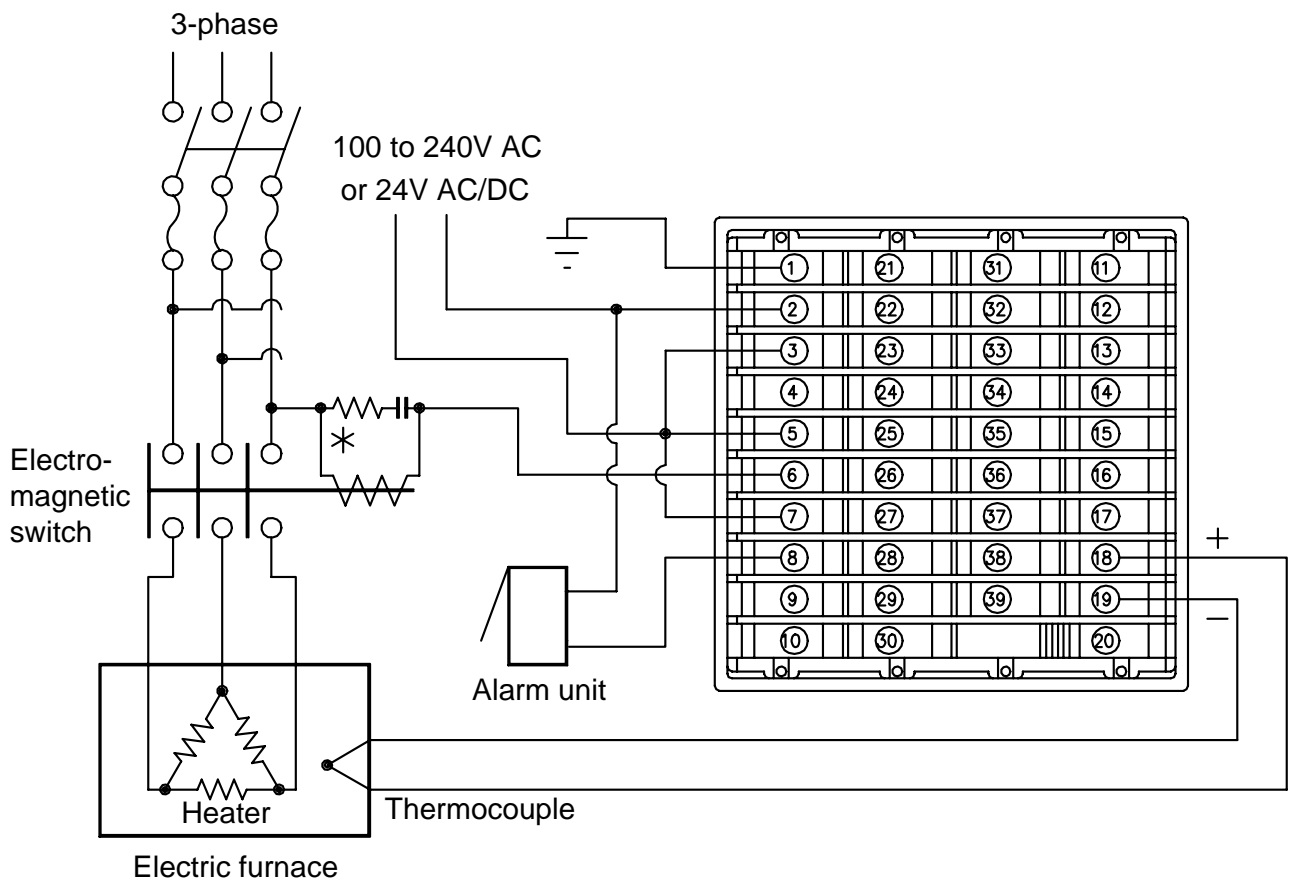 3-phase
100 to 240V AC
or 24V AC/DC
1 21 31 11
2 22 32 12
3 23 33 13
4 24 34 14
5 25 35 15
6 26 36 16
7 27 37 17
8 28 38 18 +
9 29 39 19 −
10 30 20
Electro-
magnetic
switch
Alarm unit
Heater
Thermocouple
Electric furnace